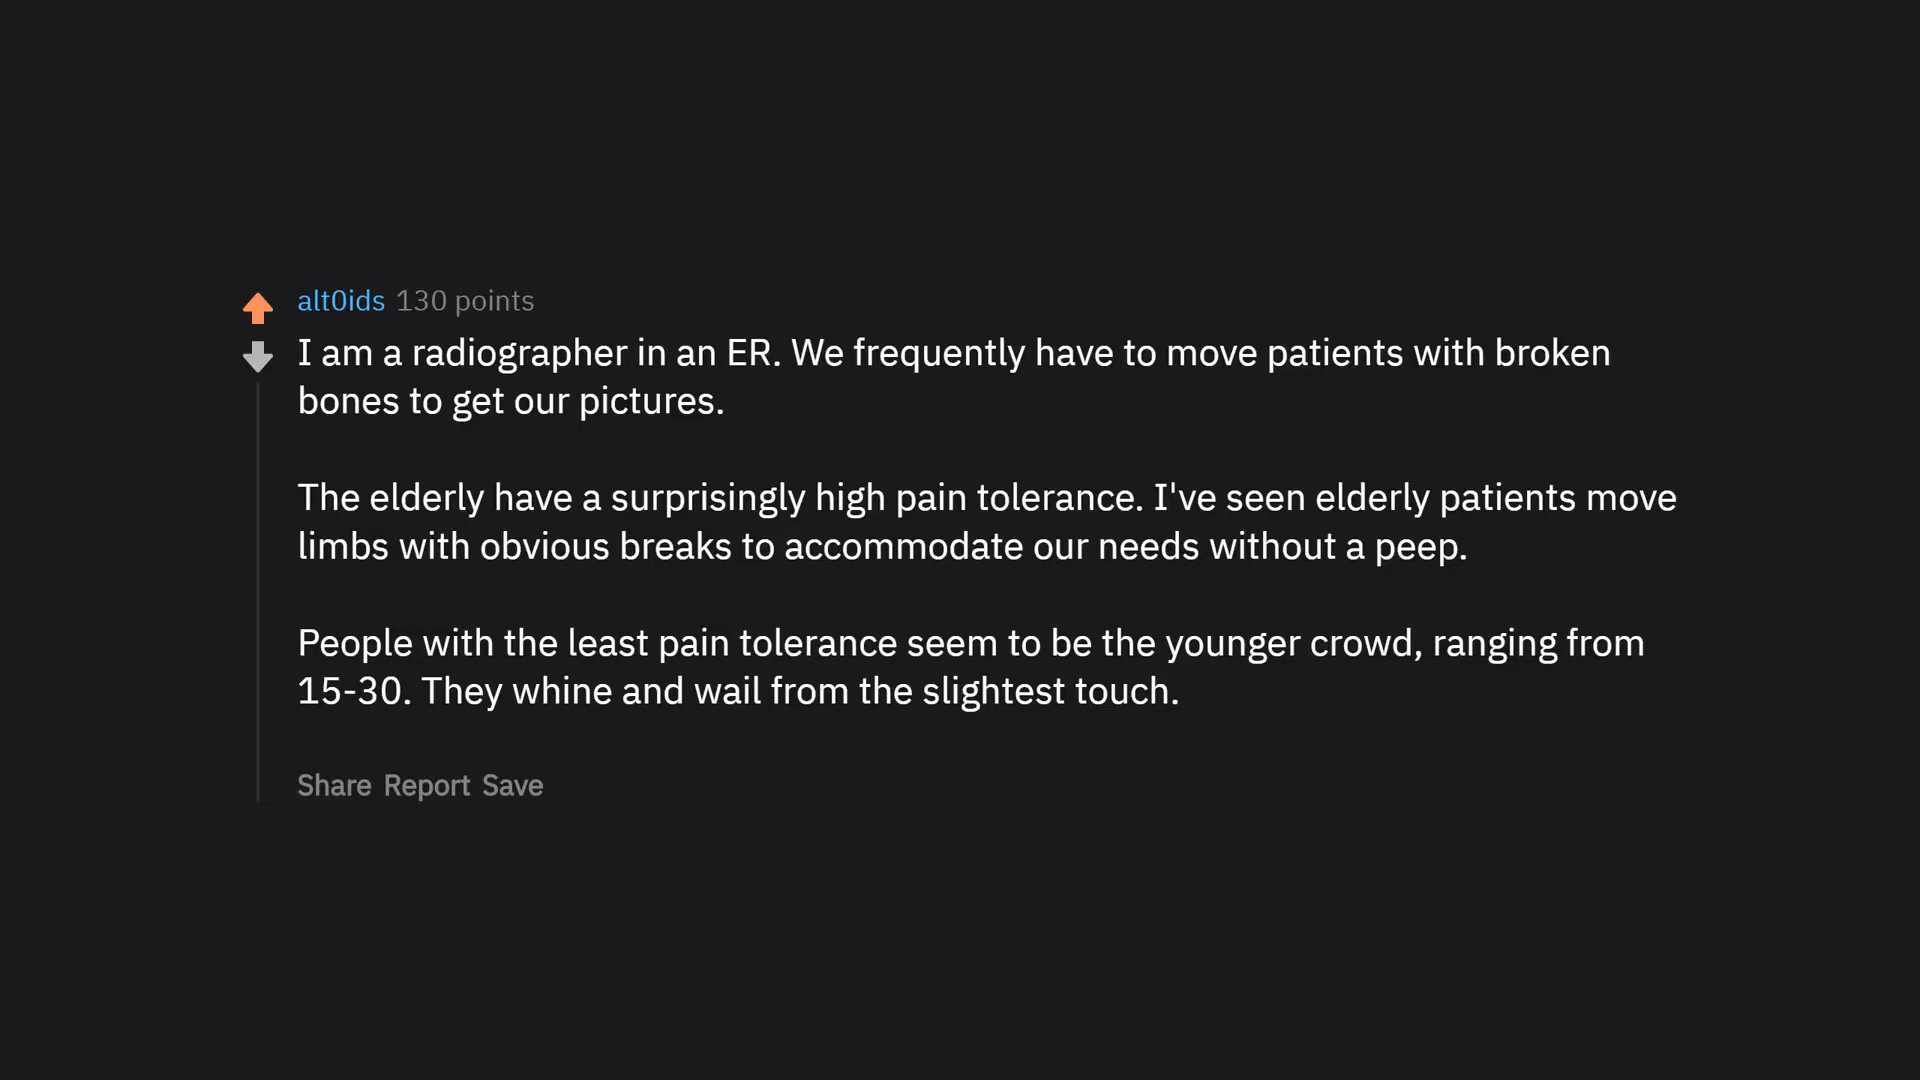 alt0ids 130 points
I am a radiographer in an ER. We frequently have to move patients with broken
bones to get our pictures.
The elderly have a surprisingly high pain tolerance. I've seen elderly patients move
limbs with obvious breaks to accommodate our needs without a peep.
People with the least pain tolerance seem to be the younger crowd, ranging from
15-30. They whine and wail from the slightest touch.
Share Report Save